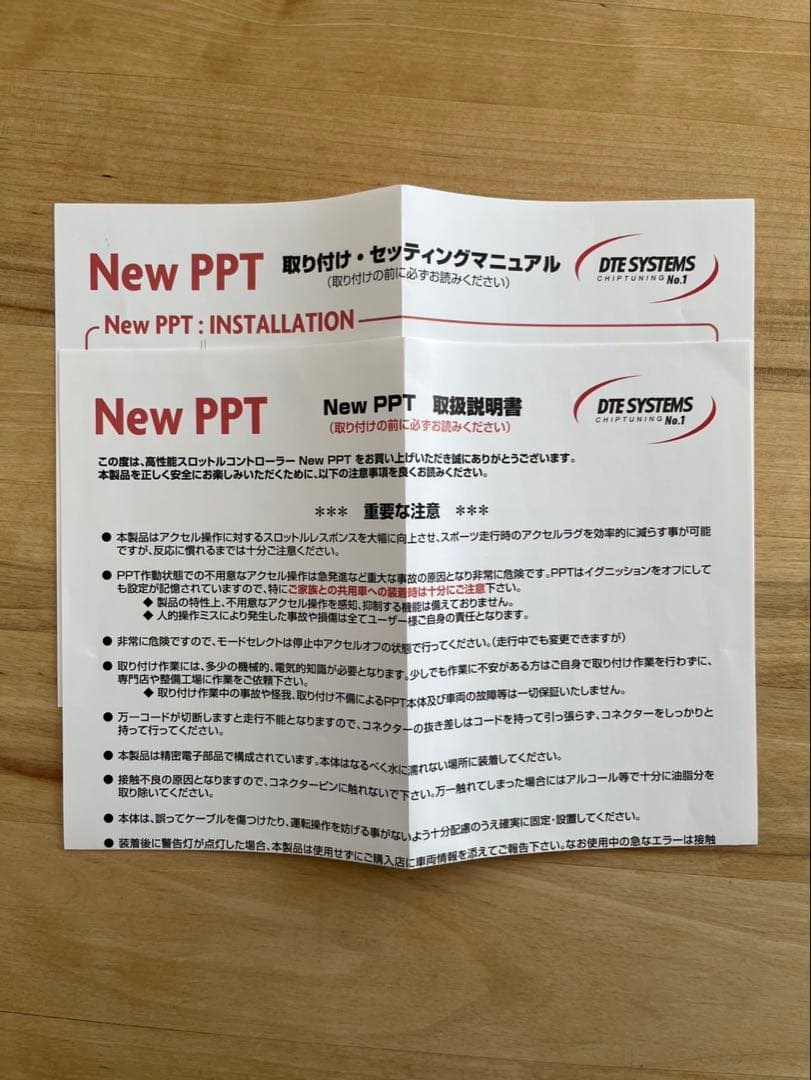 New PPT 取り付け・セッティングマニュアル
(取り付けの前に必ずお読みください)
DTE SYSTEMS
CHIPTUNING No.1
New PPT : INSTALLATION
New PPT
New PPT 取扱説明書
(取り付けの前に必ずお読みください)
DTE SYSTEMS
CHIPTUNING No.1
この度は、高性能スロットルコントローラー New PPT をお買い上げいただき誠にありがとうございます。
本製品を正しく安全にお楽しみいただくために、以下の注意事項を良くお読みください。
*** 重要な注意 ***
● 本製品はアクセル操作に対するスロットルレスポンスを大幅に向上させ、スポーツ走行時のアクセルラグを効率的に減らす事が可能
ですが、反応に慣れるまでは十分ご注意ください。
● PPT作動状態での不用意なアクセル操作は急発進など重大な事故の原因となり非常に危険です。PPTはイグニッションをオフにして
も設定が記憶されていますので、特にご家族との共用車への装着時は十分にご注意下さい。
◆ 製品の特性上、不用意なアクセル操作を感知、抑制する機能は備えておりません。
◆ 人的操作ミスにより発生した事故や損傷は全てユーザー様ご自身の責任となります。
● 非常に危険ですので、モードセレクトは停止中アクセルオフの状態で行ってください。(走行中でも変更できますが)
● 取り付け作業には、多少の機械的、電気的知識が必要となります。少しでも作業に不安がある方はご自身で取り付け作業を行わずに、
専門店や整備工場に作業をご依頼下さい。
◆ 取り付け作業中の事故や怪我、取り付け不備によるPPT本体及び車両の故障等は一切保証いたしません。
● 万一コードが切断しますと走行不能となりますので、コネクターの抜き差しはコードを持って引っ張らず、コネクターをしっかりと
持って行ってください。
● 本製品は精密電子部品で構成されています。本体はなるべく水に濡れない場所に装着してください。
● 接触不良の原因となりますので、コネクターピンに触れないで下さい。万一触れてしまった場合にはアルコール等で十分に油脂分を
取り除いてください。
● 本体は、誤ってケーブルを傷つけたり、運転操作を妨げる事がないよう十分配慮のうえ確実に固定・設置してください。
● 装着後に警告灯が点灯した場合、本製品は使用せずにご購入店に車両情報を添えてご報告下さい。なお使用中の急なエラーは接触